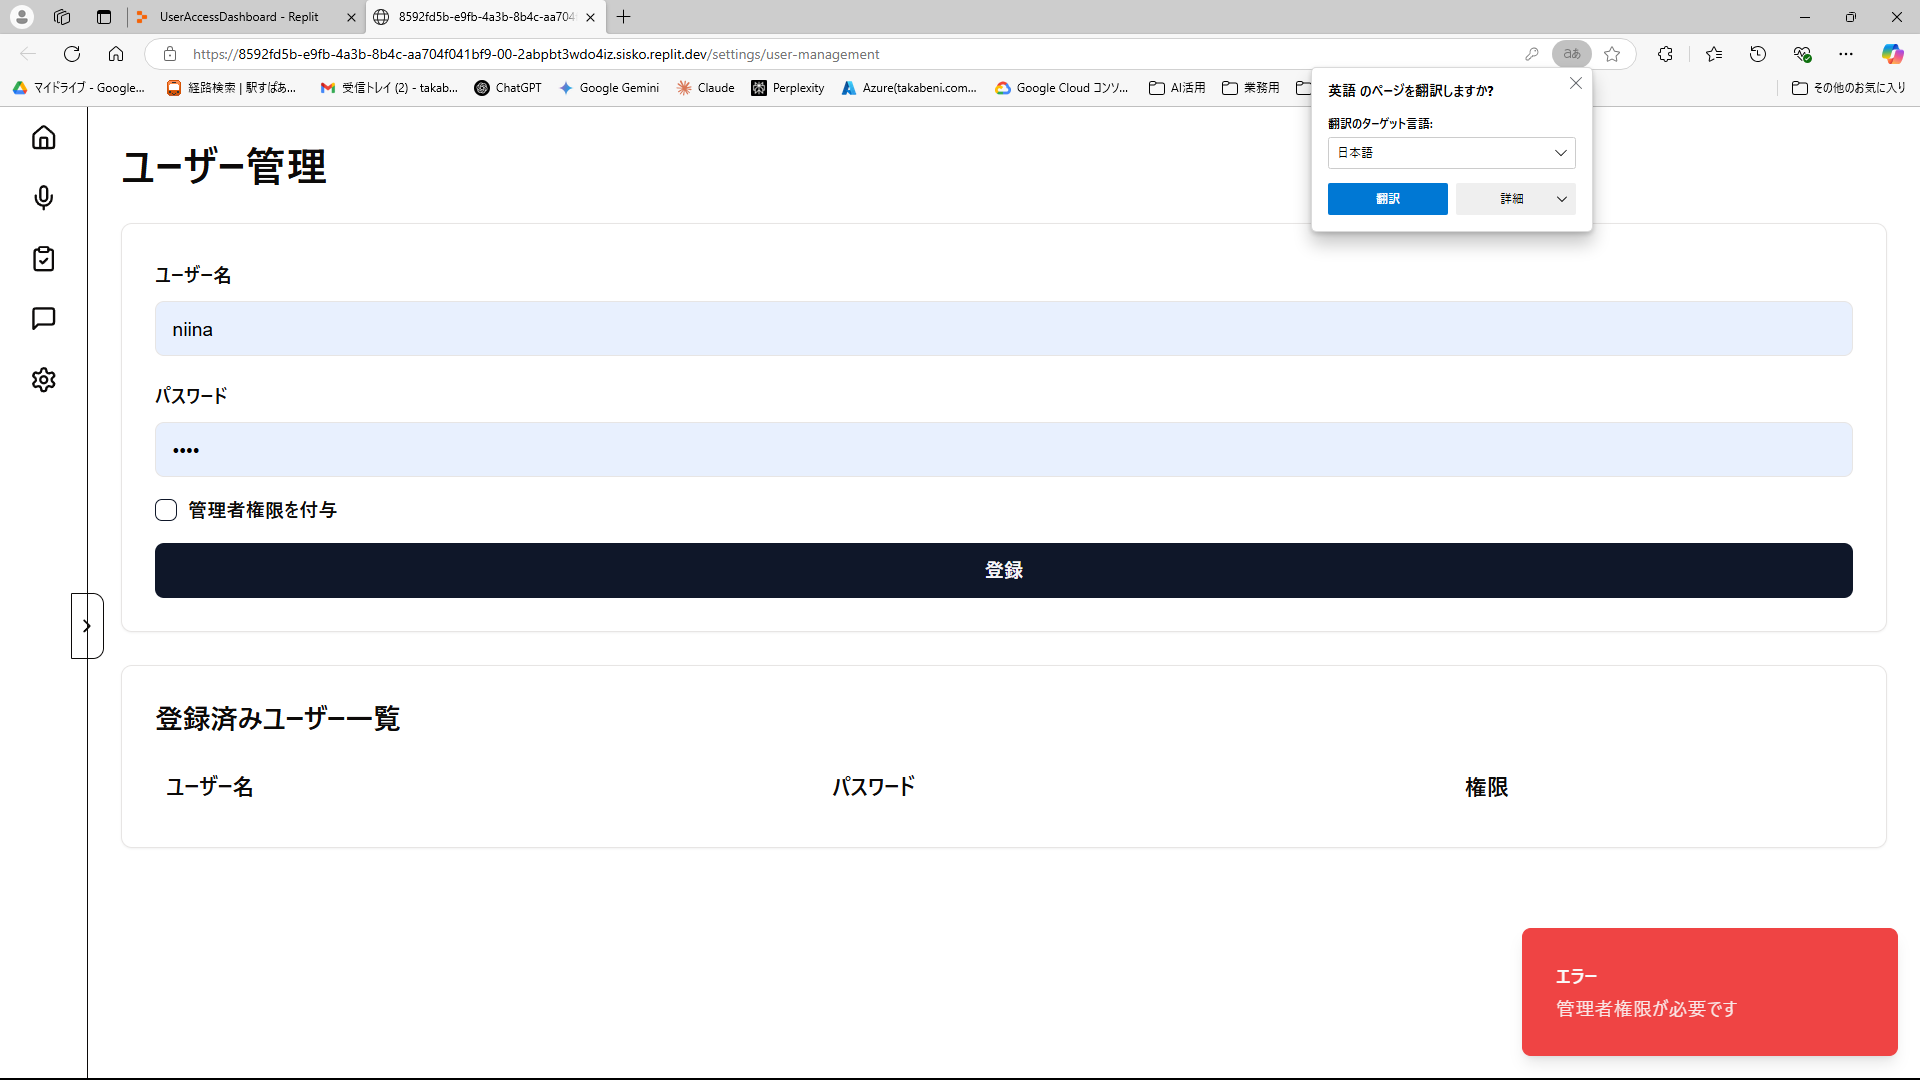 UserAccessDashboard - Replit
8592fd5b-e9fb-4a3b-8b4c-aa704
https://8592fd5b-e9fb-4a3b-8b4c-aa704f041bf9-00-2abpbt3wdo4iz.sisko.replit.dev/settings/user-management
ああ
マイドライブ - Google...
経路検索 | 駅すぱあ...
受信トレイ (2) - takab...
ChatGPT
Google Gemini
Claude
Perplexity
Azure(takabeni.com...
Google Cloud コンソ...
AI活用
業務用
その他のお気に入り
英語 のページを翻訳しますか?
翻訳のターゲット言語:
日本語
翻訳
詳細
ユーザー管理
ユーザー名
niina
パスワード
••••
管理者権限を付与
登録
登録済みユーザー一覧
ユーザー名
パスワード
権限
エラー
管理者権限が必要です